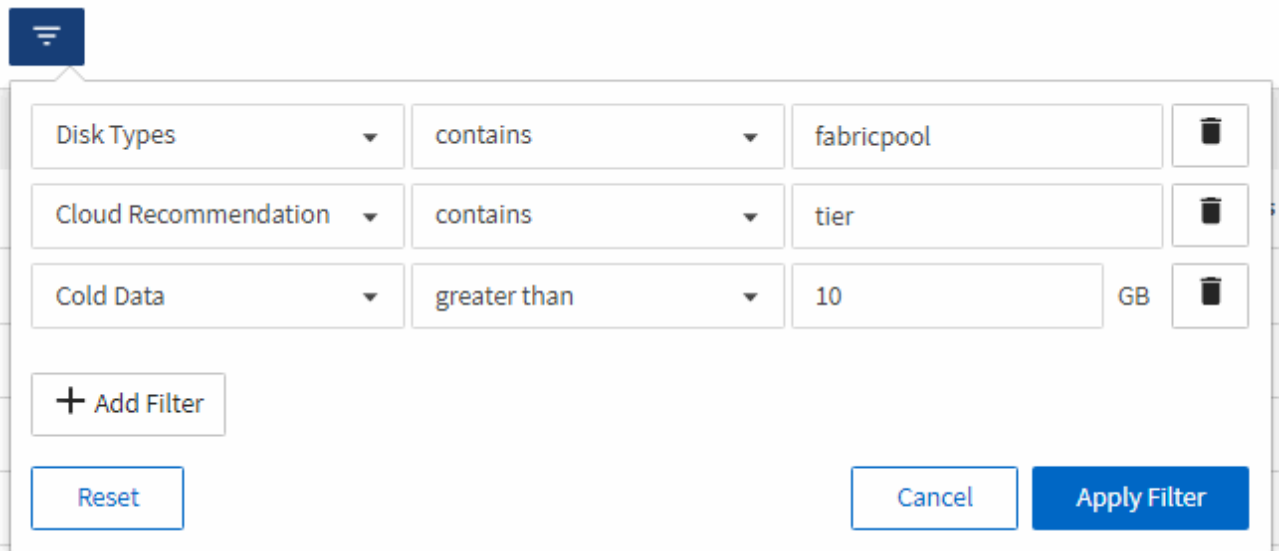 Disk Types contains fabricpool
Cloud Recommendation contains tier
Cold Data greater than 10 GB
+ Add Filter
Reset Cancel Apply Filter